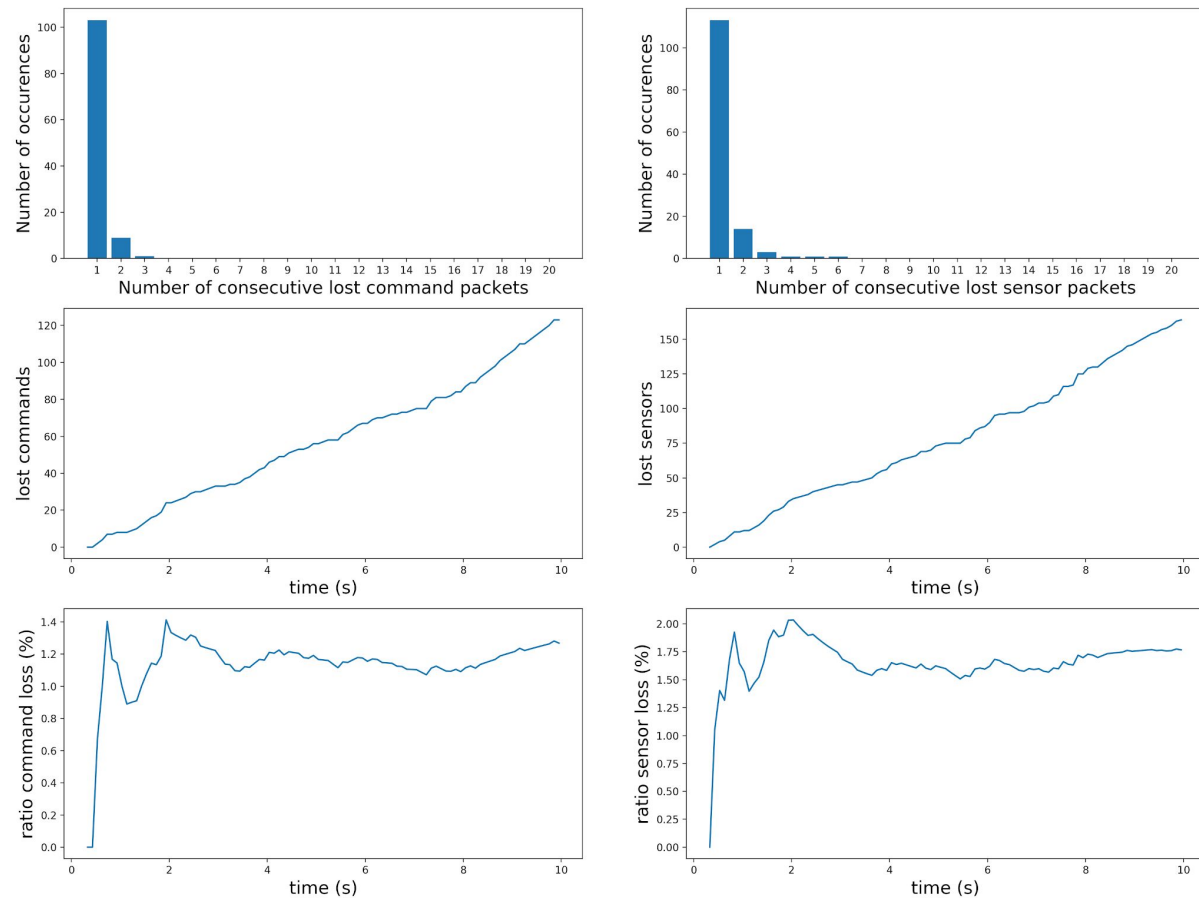 Number of occurences
100
80
60
40
20
0
1 2 3 4 5 6 7 8 9 10 11 12 13 14 15 16 17 18 19 20
Number of consecutive lost command packets
Number of occurences
100
80
60
40
20
0
1 2 3 4 5 6 7 8 9 10 11 12 13 14 15 16 17 18 19 20
Number of consecutive lost sensor packets
lost commands
120
100
80
60
40
20
0
0 2 4 6 8 10
time (s)
lost sensors
150
125
100
75
50
25
0
0 2 4 6 8 10
time (s)
ratio command loss (%)
1.4
1.2
1.0
0.8
0.6
0.4
0.2
0.0
0 2 4 6 8 10
time (s)
ratio sensor loss (%)
2.00
1.75
1.50
1.25
1.00
0.75
0.50
0.25
0.00
0 2 4 6 8 10
time (s)